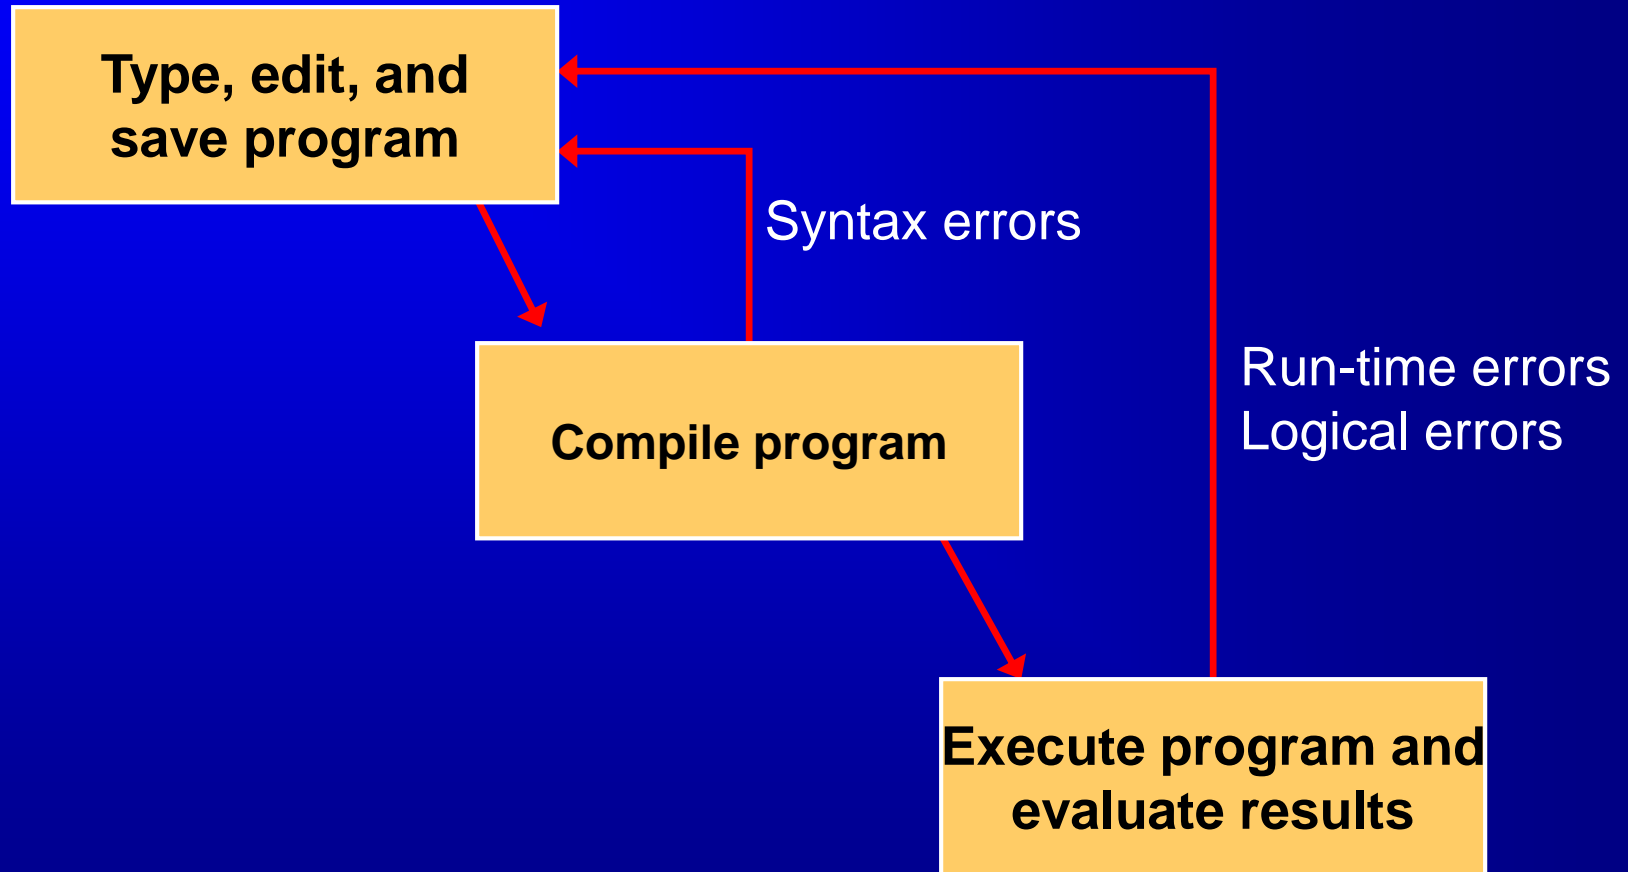 Type, edit, and
save program
Syntax errors
Compile program
Run-time errors
Logical errors
Execute program and
evaluate results